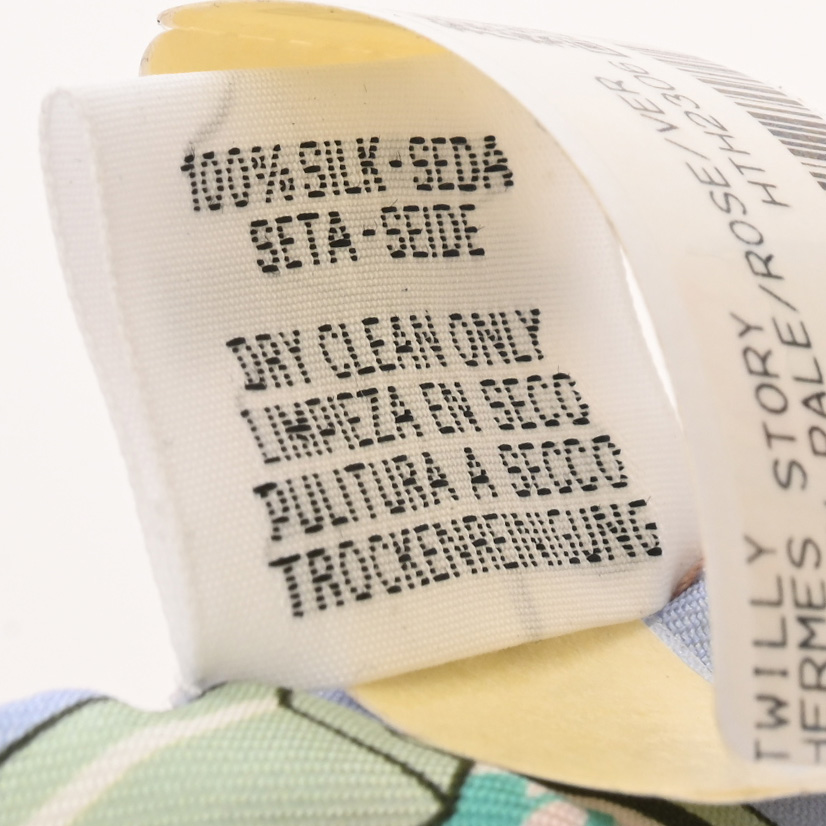 100% SILK-SEDA
SETA-SEIDE
DRY CLEAN ONLY
LIMPIEZA EN SECO
PULITURA A SECCO
TROCKENREINIGUNG
TWILLY STORY
HERMES
PALE/ROSE/VER